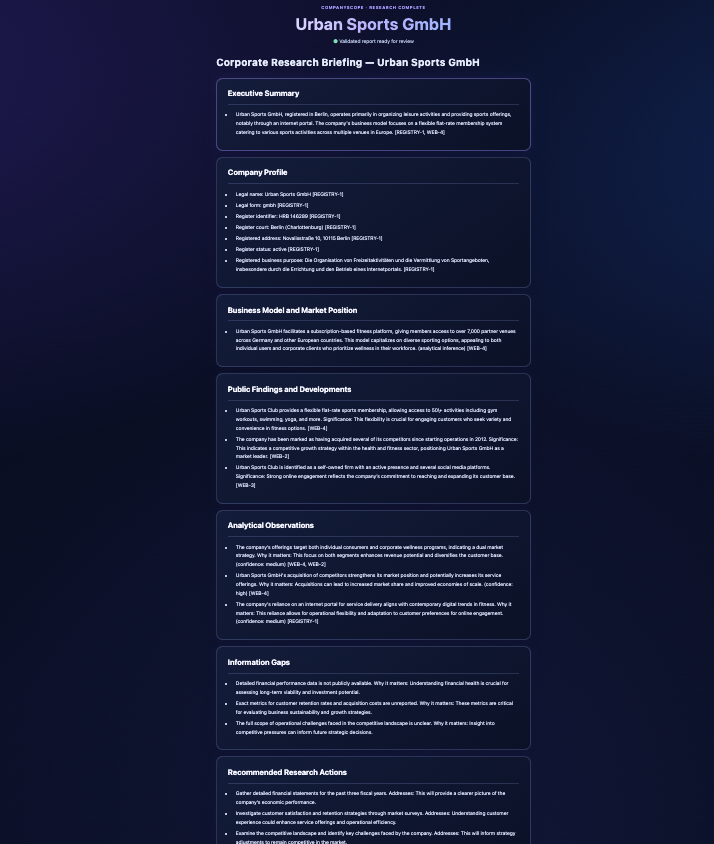 COMPANYSCOPE · RESEARCH COMPLETE
Urban Sports GmbH
Validated report ready for review
Corporate Research Briefing — Urban Sports GmbH
Executive Summary
Urban Sports GmbH, registered in Berlin, operates primarily in organizing leisure activities and providing sports offerings,
notably through an internet portal. The company's business model focuses on a flexible flat-rate membership system
catering to various sports activities across multiple venues in Europe. [REGISTRY-1, WEB-4]
Company Profile
Legal name: Urban Sports GmbH [REGISTRY-1]
Legal form: gmbh [REGISTRY-1]
Register identifier: HRB 146289 [REGISTRY-1]
Register court: Berlin (Charlottenburg) [REGISTRY-1]
Registered address: Novalisstraße 10, 10115 Berlin [REGISTRY-1]
Register status: active [REGISTRY-1]
Registered business purpose: Die Organisation von Freizeitaktivitäten und die Vermittlung von Sportangeboten,
insbesondere durch die Errichtung und den Betrieb eines Internetportals. [REGISTRY-1]
Business Model and Market Position
Urban Sports GmbH facilitates a subscription-based fitness platform, giving members access to over 7,000 partner venues
across Germany and other European countries. This model capitalizes on diverse sporting options, appealing to both
individual users and corporate clients who prioritize wellness in their workforce. (analytical inference) [WEB-4]
Public Findings and Developments
Urban Sports Club provides a flexible flat-rate sports membership, allowing access to 50+ activities including gym
workouts, swimming, yoga, and more. Significance: This flexibility is crucial for engaging customers who seek variety and
convenience in fitness options. [WEB-4]
The company has been marked as having acquired several of its competitors since starting operations in 2012. Significance:
This indicates a competitive growth strategy within the health and fitness sector, positioning Urban Sports GmbH as a
market leader. [WEB-2]
Urban Sports Club is identified as a self-owned firm with an active presence and several social media platforms.
Significance: Strong online engagement reflects the company's commitment to reaching and expanding its customer base.
[WEB-3]
Analytical Observations
The company's offerings target both individual consumers and corporate wellness programs, indicating a dual market
strategy. Why it matters: This focus on both segments enhances revenue potential and diversifies the customer base.
(confidence: medium) [WEB-4, WEB-2]
Urban Sports GmbH's acquisition of competitors strengthens its market position and potentially increases its service
offerings. Why it matters: Acquisitions can lead to increased market share and improved economies of scale. (confidence:
high) [WEB-4]
The company's reliance on an internet portal for service delivery aligns with contemporary digital trends in fitness. Why it
matters: This reliance allows for operational flexibility and adaptation to customer preferences for online engagement.
(confidence: medium) [REGISTRY-1]
Information Gaps
Detailed financial performance data is not publicly available. Why it matters: Understanding financial health is crucial for
assessing long-term viability and investment potential.
Exact metrics for customer retention rates and acquisition costs are unreported. Why it matters: These metrics are critical
for evaluating business sustainability and growth strategies.
The full scope of operational challenges faced in the competitive landscape is unclear. Why it matters: Insight into
competitive pressures can inform future strategic decisions.
Recommended Research Actions
Gather detailed financial statements for the past three fiscal years. Addresses: This will provide a clearer picture of the
company's economic performance.
Investigate customer satisfaction and retention strategies through market surveys. Addresses: Understanding customer
experience could enhance service offerings and operational efficiency.
Examine the competitive landscape and identify key challenges faced by the company. Addresses: This will inform strategy
adjustments to remain competitive in the market.